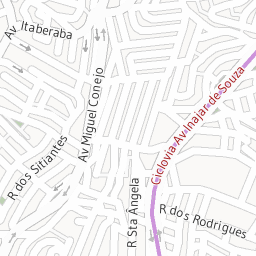 Av. Itaberaba
Av Miguel Conejo
Ciclovia Av Inajar de Souza
R dos Sitiantes
R Sta Ângela
R dos Rodrigues